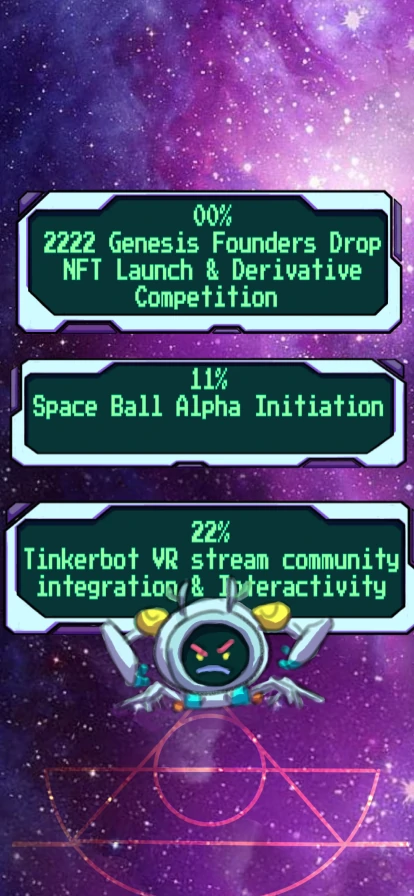 00%
2222 Genesis Founders Drop
NFT Launch & Derivative
Competition
11%
Space Ball Alpha Initiation
22%
Tinkerbot VR stream community
integration & Interactivity